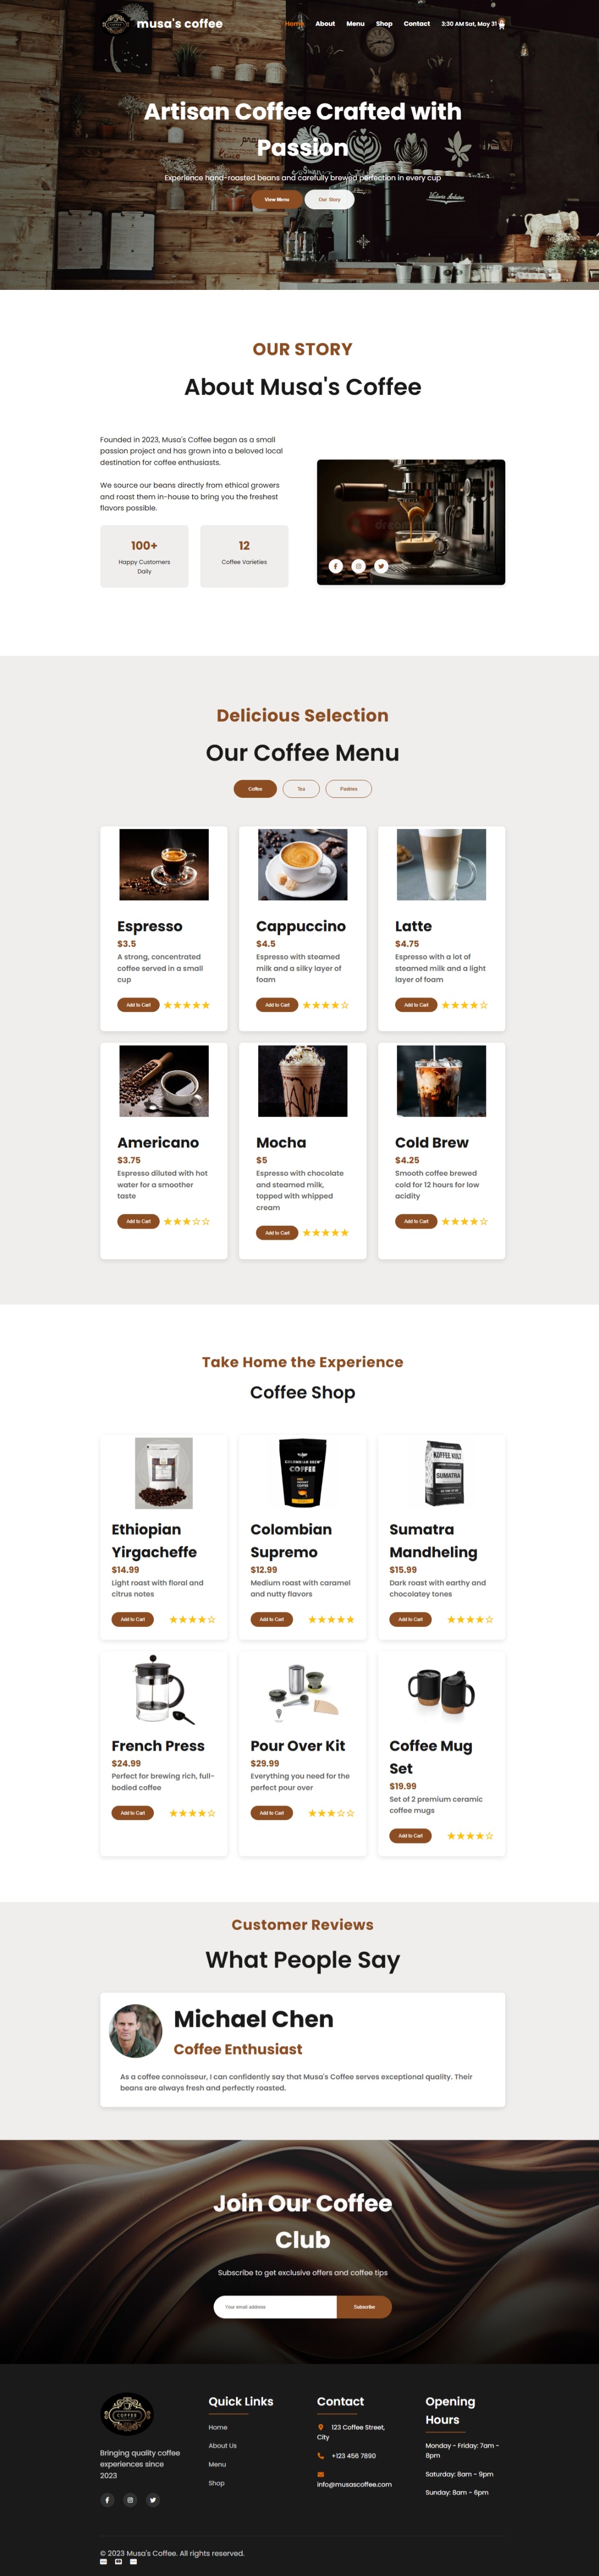 musa's coffee
Home About Menu Shop Contact 3:30 AM Sat, May 31
Artisan Coffee Crafted with
Passion
Experience hand-roasted beans and carefully brewed perfection in every cup
View Menu Our Story
OUR STORY
About Musa's Coffee
Founded in 2023, Musa's Coffee began as a small
passion project and has grown into a beloved local
destination for coffee enthusiasts.
We source our beans directly from ethical growers
and roast them in-house to bring you the freshest
flavors possible.
100+
Happy Customers
Daily
12
Coffee Varieties
Delicious Selection
Our Coffee Menu
Coffee Tea Pastries
Espresso
$3.5
A strong, concentrated
coffee served in a small
cup
Add to Cart
Cappuccino
$4.5
Espresso with steamed
milk and a silky layer of
foam
Add to Cart
Latte
$4.75
Espresso with a lot of
steamed milk and a light
layer of foam
Add to Cart
Americano
$3.75
Espresso diluted with hot
water for a smoother
taste
Add to Cart
Mocha
$5
Espresso with chocolate
and steamed milk,
topped with whipped
cream
Add to Cart
Cold Brew
$4.25
Smooth coffee brewed
cold for 12 hours for low
acidity
Add to Cart
Take Home the Experience
Coffee Shop
Ethiopian
Yirgacheffe
$14.99
Light roast with floral and
citrus notes
Add to Cart
COLOMBIAN BREW
COFFEE
Colombian
Supremo
$12.99
Medium roast with caramel
and nutty flavors
Add to Cart
KOFFEE KULT
SUMATRA
Sumatra
Mandheling
$15.99
Dark roast with earthy and
chocolatey tones
Add to Cart
French Press
$24.99
Perfect for brewing rich, full-
bodied coffee
Add to Cart
Pour Over Kit
$29.99
Everything you need for the
perfect pour over
Add to Cart
Coffee Mug
Set
$19.99
Set of 2 premium ceramic
coffee mugs
Add to Cart
Customer Reviews
What People Say
Michael Chen
Coffee Enthusiast
As a coffee connoisseur, I can confidently say that Musa's Coffee serves exceptional quality. Their
beans are always fresh and perfectly roasted.
Join Our Coffee
Club
Subscribe to get exclusive offers and coffee tips
Your email address Subscribe
COFFEE
Bringing quality coffee
experiences since
2023
Quick Links
Home
About Us
Menu
Shop
Contact
123 Coffee Street,
City
+123 456 7890
info@musascoffee.com
Opening
Hours
Monday - Friday: 7am -
8pm
Saturday: 8am - 9pm
Sunday: 8am - 6pm
© 2023 Musa's Coffee. All rights reserved.